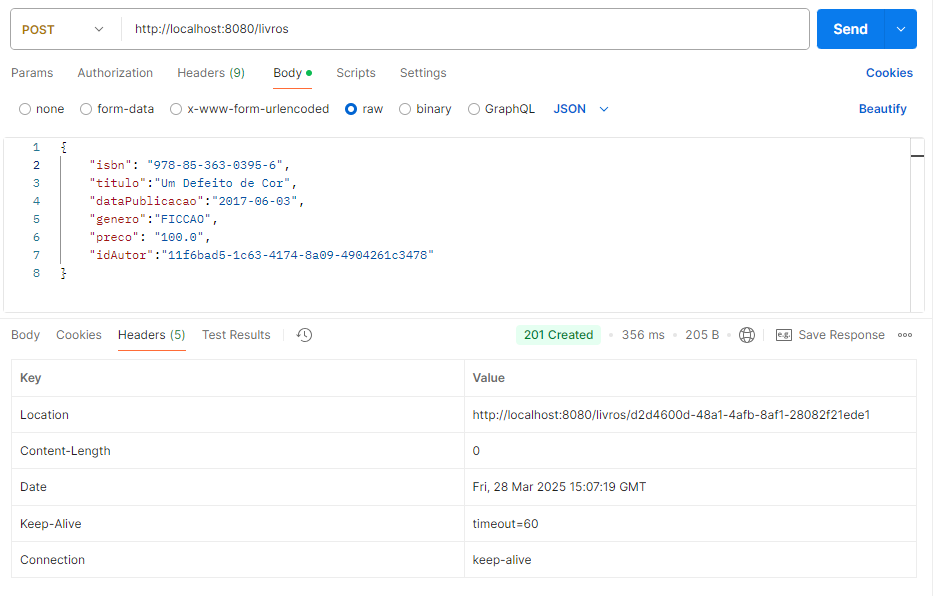 POST http://localhost:8080/livros Send
Params Authorization Headers (9) Body Scripts Settings Cookies
none form-data x-www-form-urlencoded raw binary GraphQL JSON Beautify
1 {
2 "isbn": "978-85-363-0395-6",
3 "titulo":"Um Defeito de Cor",
4 "dataPublicacao":"2017-06-03",
5 "genero":"FICCAO",
6 "preco": "100.0",
7 "idAutor":"11f6bad5-1c63-4174-8a09-4904261c3478"
8 }
Body Cookies Headers (5) Test Results 201 Created 356 ms 205 B e.g. Save Response
Key Value
Location http://localhost:8080/livros/d2d4600d-48a1-4afb-8af1-28082f21ede1
Content-Length 0
Date Fri, 28 Mar 2025 15:07:19 GMT
Keep-Alive timeout=60
Connection keep-alive